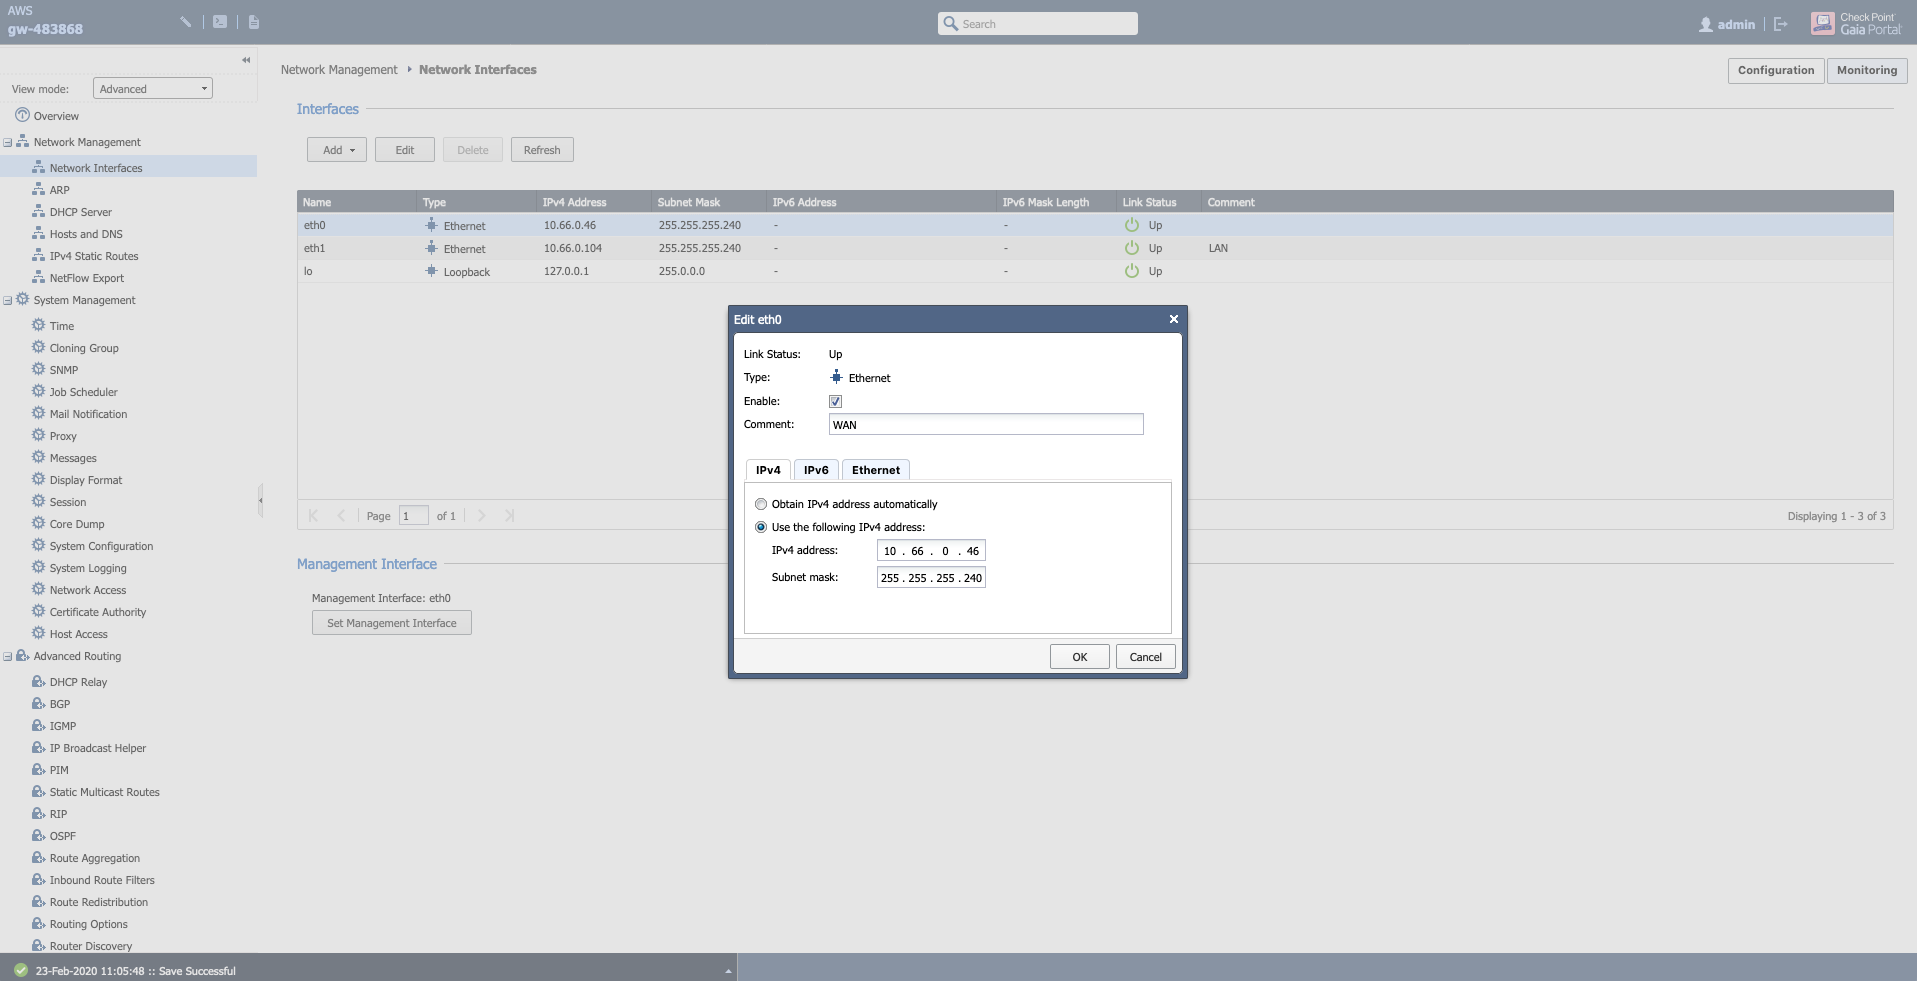 AWS
gw-483868
Search
admin
Check Point
Gaia Portal
View mode: Advanced
Overview
Network Management
Network Interfaces
ARP
DHCP Server
Hosts and DNS
IPv4 Static Routes
NetFlow Export
System Management
Time
Cloning Group
SNMP
Job Scheduler
Mail Notification
Proxy
Messages
Display Format
Session
Core Dump
System Configuration
System Logging
Network Access
Certificate Authority
Host Access
Advanced Routing
DHCP Relay
BGP
IGMP
IP Broadcast Helper
PIM
Static Multicast Routes
RIP
OSPF
Route Aggregation
Inbound Route Filters
Route Redistribution
Routing Options
Router Discovery
Network Management Network Interfaces
Configuration Monitoring
Interfaces
Add Edit Delete Refresh
Name Type IPv4 Address Subnet Mask IPv6 Address IPv6 Mask Length Link Status Comment
eth0 Ethernet 10.66.0.46 255.255.255.240 - - Up
eth1 Ethernet 10.66.0.104 255.255.255.240 - - Up LAN
lo Loopback 127.0.0.1 255.0.0.0 - - Up
Page 1 of 1
Displaying 1 - 3 of 3
Management Interface
Management Interface: eth0
Set Management Interface
Edit eth0
Link Status: Up
Type: Ethernet
Enable:
Comment: WAN
IPv4 IPv6 Ethernet
Obtain IPv4 address automatically
Use the following IPv4 address:
IPv4 address: 10 . 66 . 0 . 46
Subnet mask: 255 . 255 . 255 . 240
OK Cancel
23-Feb-2020 11:05:48 :: Save Successful